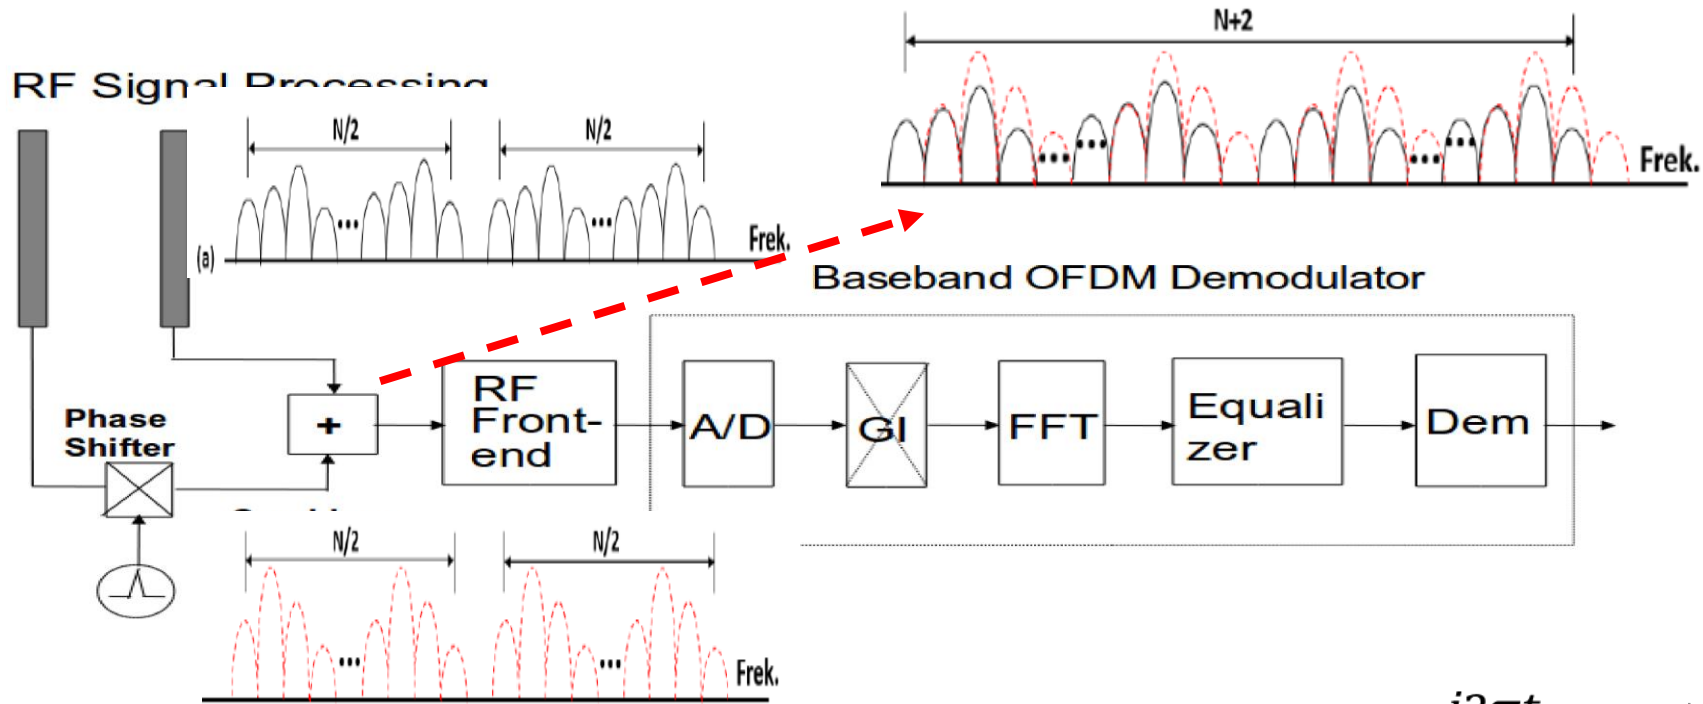 N+2
RF Signal Processing
N/2
N/2
Frek.
Frek.
(a)
Baseband OFDM Demodulator
Phase
Shifter
+
RF
Front-
end
A/D
GI
FFT
Equali
zer
Dem
N/2
N/2
Frek.